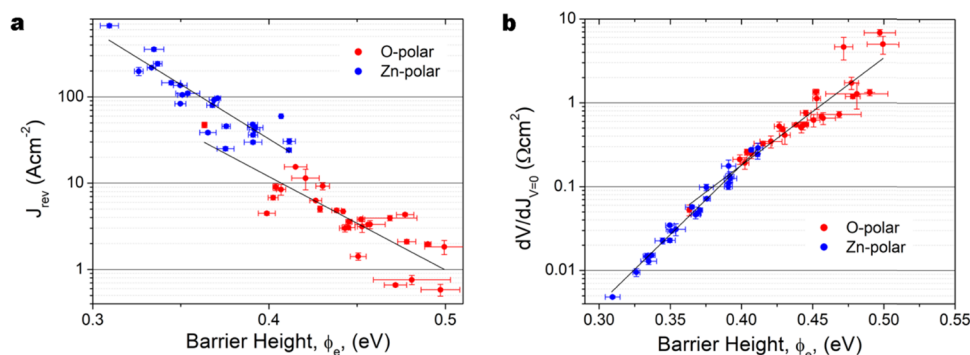 a
J_rev (Acm⁻²)
100
10
1
0.3
0.4
0.5
Barrier Height, ϕ_e, (eV)
O-polar
Zn-polar
b
dV/dJ_V=0 (Ωcm²)
10
1
0.1
0.01
0.30
0.35
0.40
0.45
0.50
0.55
Barrier Height, ϕ_e, (eV)
O-polar
Zn-polar